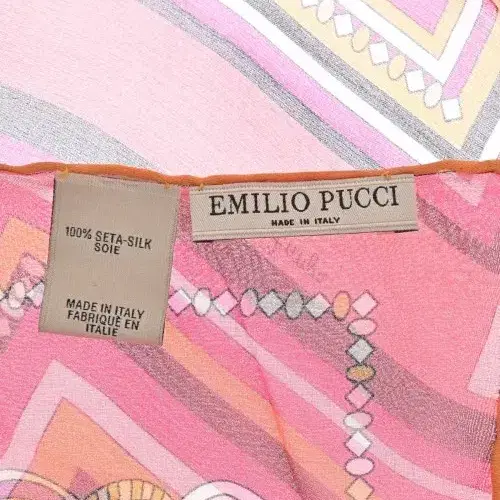 EMILIO PUCCI
MADE IN ITALY
100% SETA-SILK
SOIE
MADE IN ITALY
FABRIQUÉ EN
ITALIE